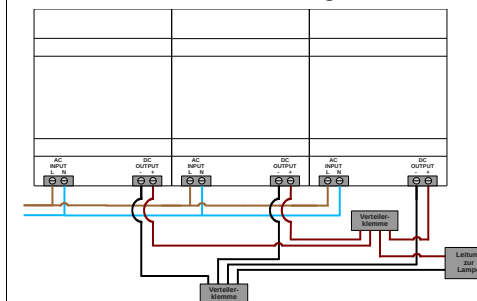 AC
INPUT
L N
DC
OUTPUT
- +
AC
INPUT
L N
DC
OUTPUT
- +
AC
INPUT
L N
DC
OUTPUT
- +
Verteiler-
klemme
Leitung
zur
Lampe
Verteiler-
klemme